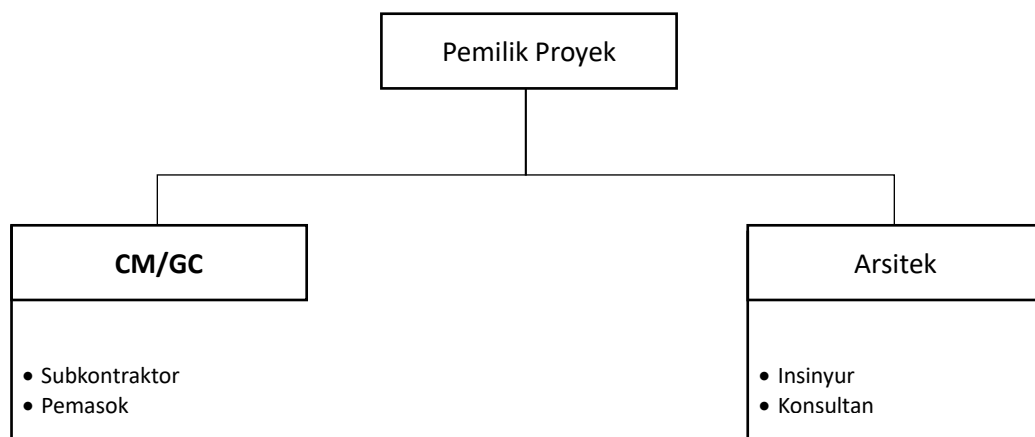 Pemilik Proyek
CM/GC
• Subkontraktor
• Pemasok
Arsitek
• Insinyur
• Konsultan